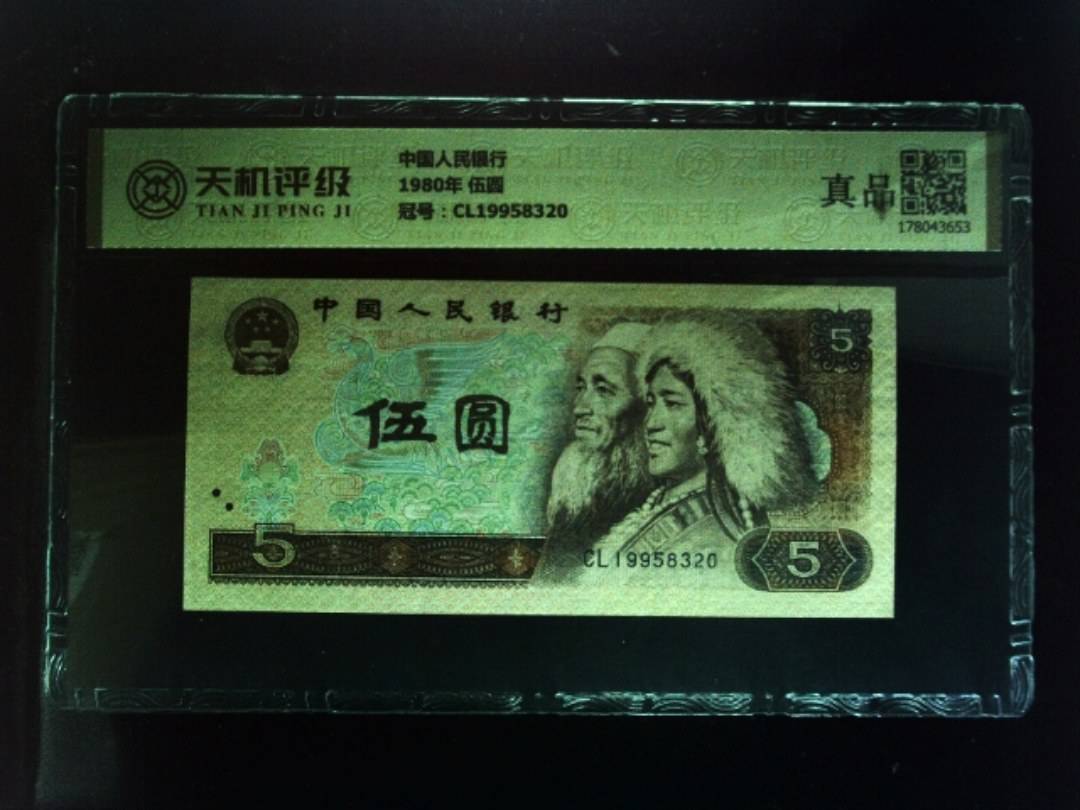 天机评级
TIAN JI PING JI
中国人民银行
1980年 伍圆
冠号：CL19958320
真品
178043653
中国人民银行
5
伍圆
5
CL19958320
5